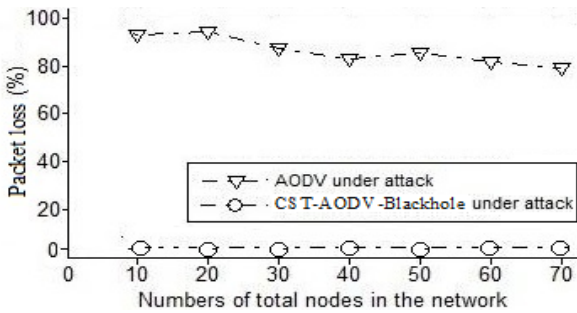 Packet loss (%)
100
80
60
40
20
0
AODV under attack
CST-AODV-Blackhole under attack
0 10 20 30 40 50 60 70
Numbers of total nodes in the network